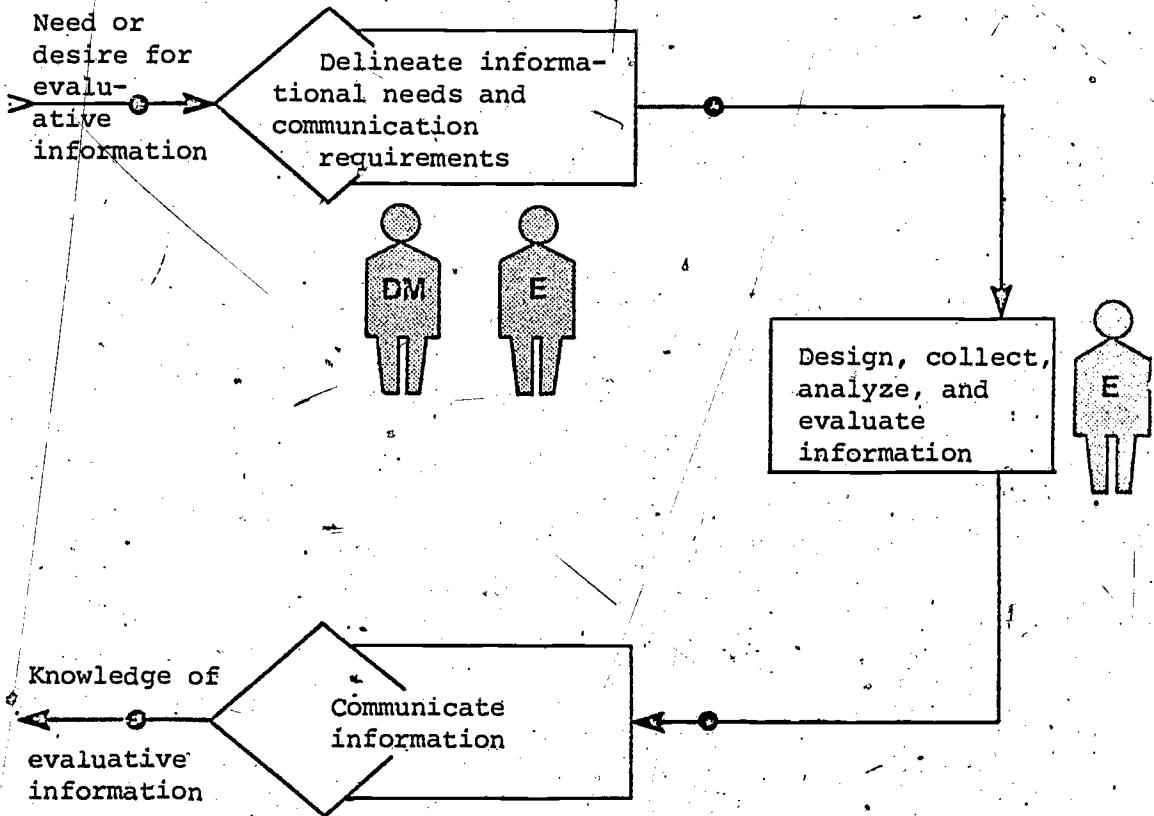 Need or
desire for
evalu-
ative
information
Delineate informa-
tional needs and
communication
requirements
DM
E
Design, collect,
analyze, and
evaluate
information
E
Knowledge of
evaluative
information
Communicate
information